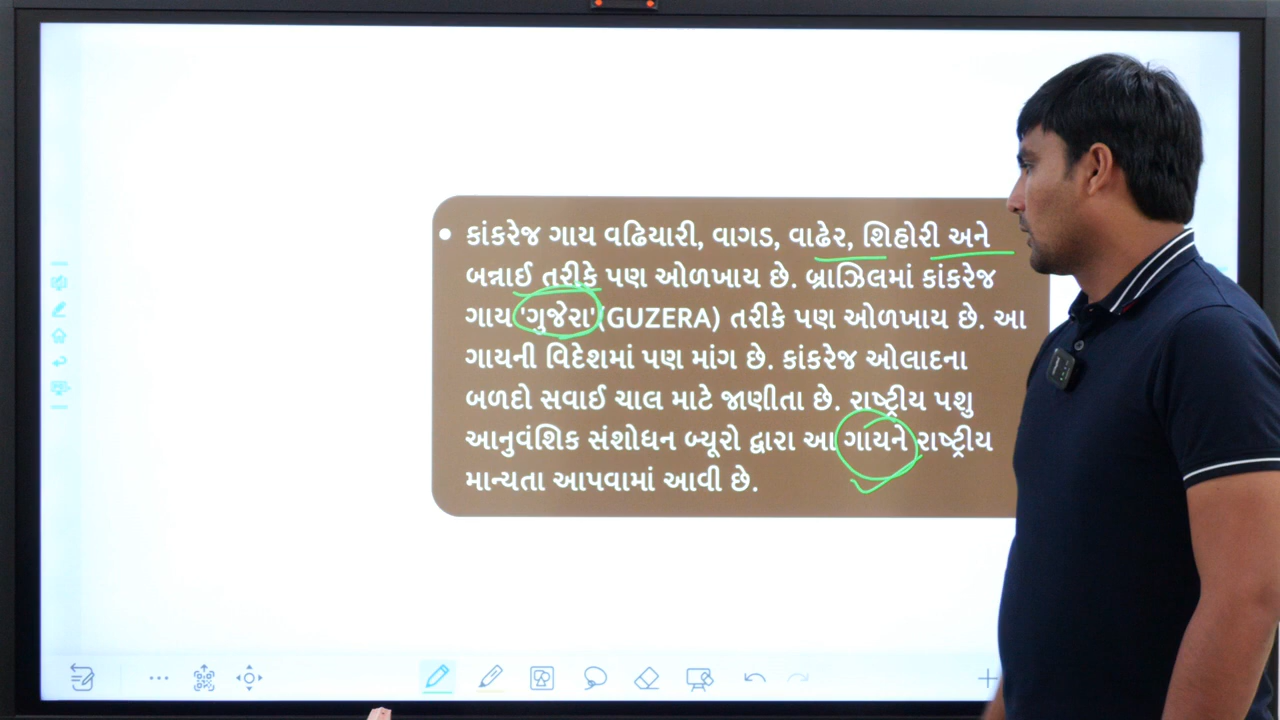 કાંકરેજ ગાય વઢિયારી, વાગડ, વાઢેર, શિહોરી અને
બન્નાઈ તરીકે પણ ઓળખાય છે. બ્રાઝિલમાં કાંકરેજ
ગાય 'ગુજેરા'(GUZERA) તરીકે પણ ઓળખાય છે. આ
ગાયની વિદેશમાં પણ માંગ છે. કાંકરેજ ઓલાદના
બળદો સવાઈ ચાલ માટે જાણીતા છે. રાષ્ટ્રીય પશુ
આનુવંશિક સંશોધન બ્યૂરો દ્વારા આ ગાયને રાષ્ટ્રીય
માન્યતા આપવામાં આવી છે.